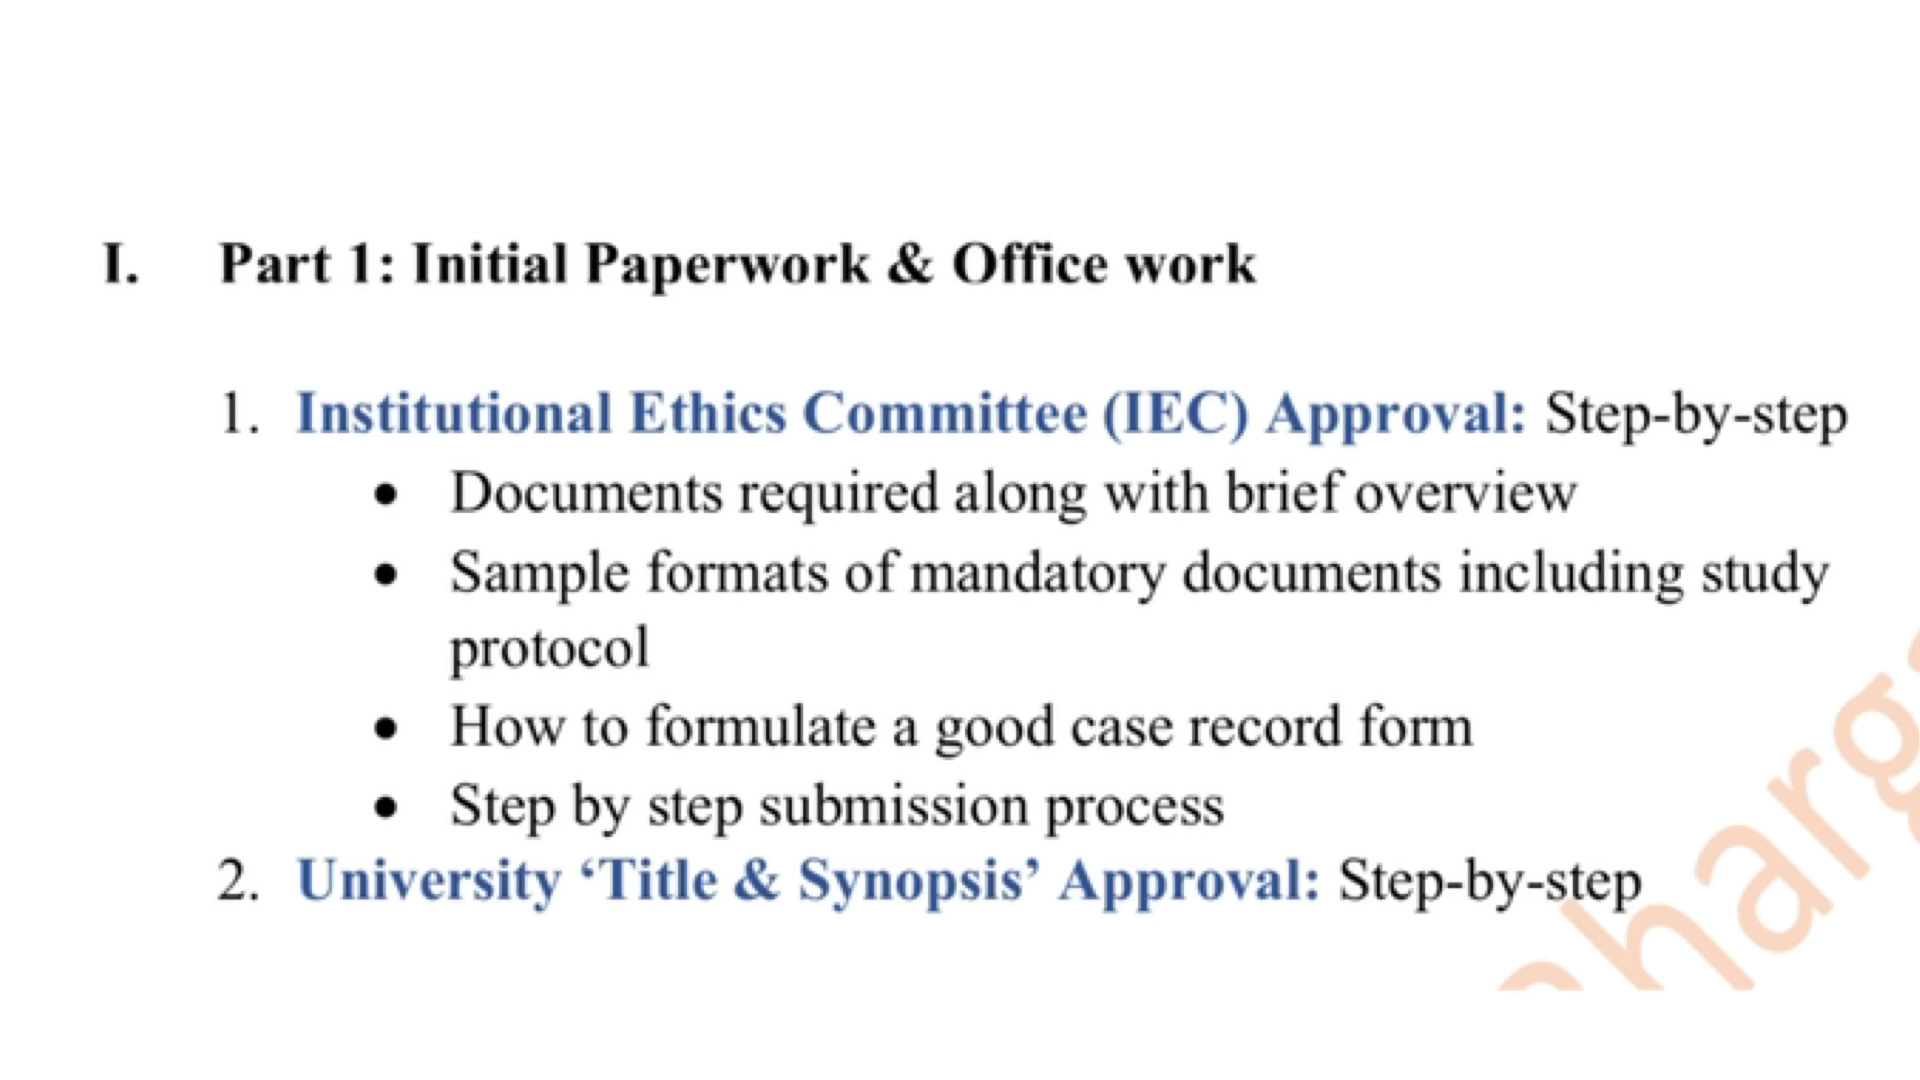 I. Part 1: Initial Paperwork & Office work
1. Institutional Ethics Committee (IEC) Approval: Step-by-step
• Documents required along with brief overview
• Sample formats of mandatory documents including study
protocol
• How to formulate a good case record form
• Step by step submission process
2. University ‘Title & Synopsis’ Approval: Step-by-step